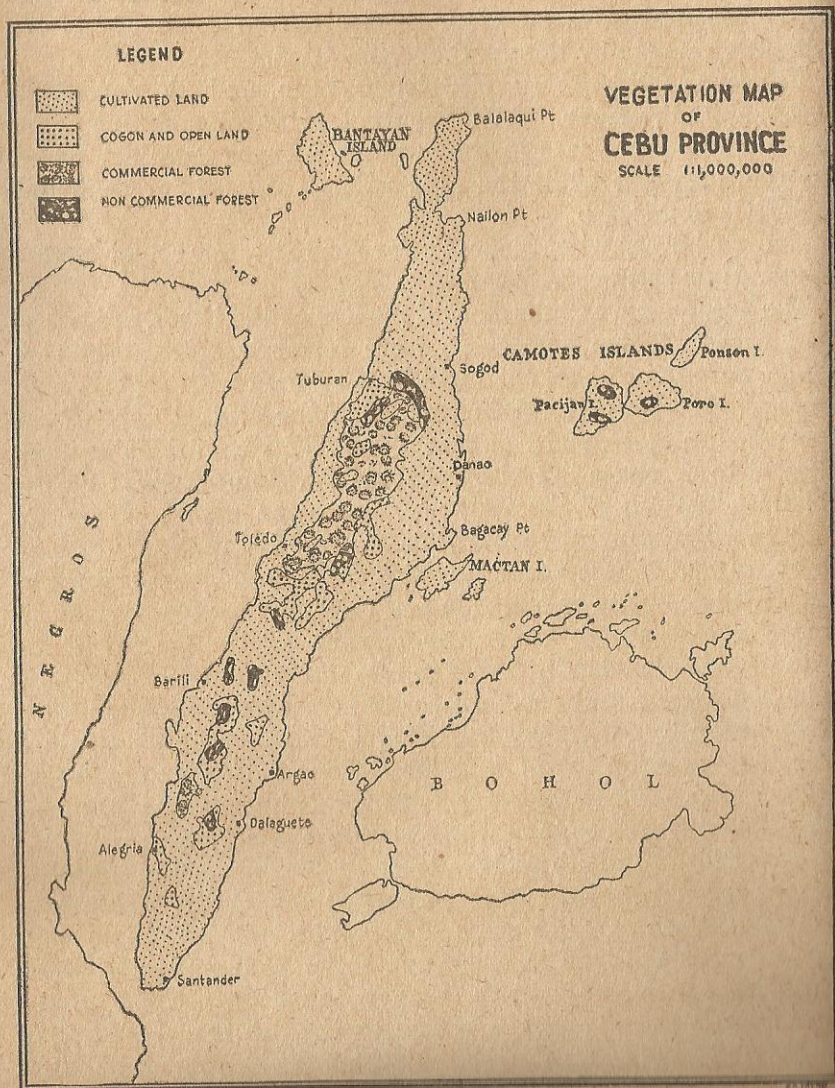 LEGEND
CULTIVATED LAND
COGON AND OPEN LAND
COMMERCIAL FOREST
NON COMMERCIAL FOREST
VEGETATION MAP
OF
CEBU PROVINCE
SCALE 1:1,000,000
BANTAYAN
ISLAND
Balalaqui Pt
Nailon Pt
CAMOTES ISLANDS
Ponson I.
Sogod
Tuburan
Pacijan I.
Poro I.
Danao
Bagacay Pt
Toledo
MACTAN I.
NEGROS
Barili
Argao
BOHOL
Dalaguete
Alegria
Santander